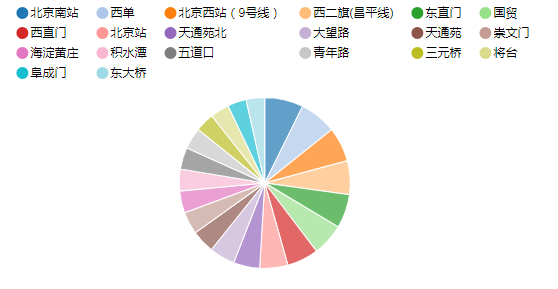 北京南站 西单 北京西站（9号线） 西二旗(昌平线) 东直门 国贸
西直门 北京站 天通苑北 大望路 天通苑 崇文门
海淀黄庄 积水潭 五道口 青年路 三元桥 将台
阜成门 东大桥